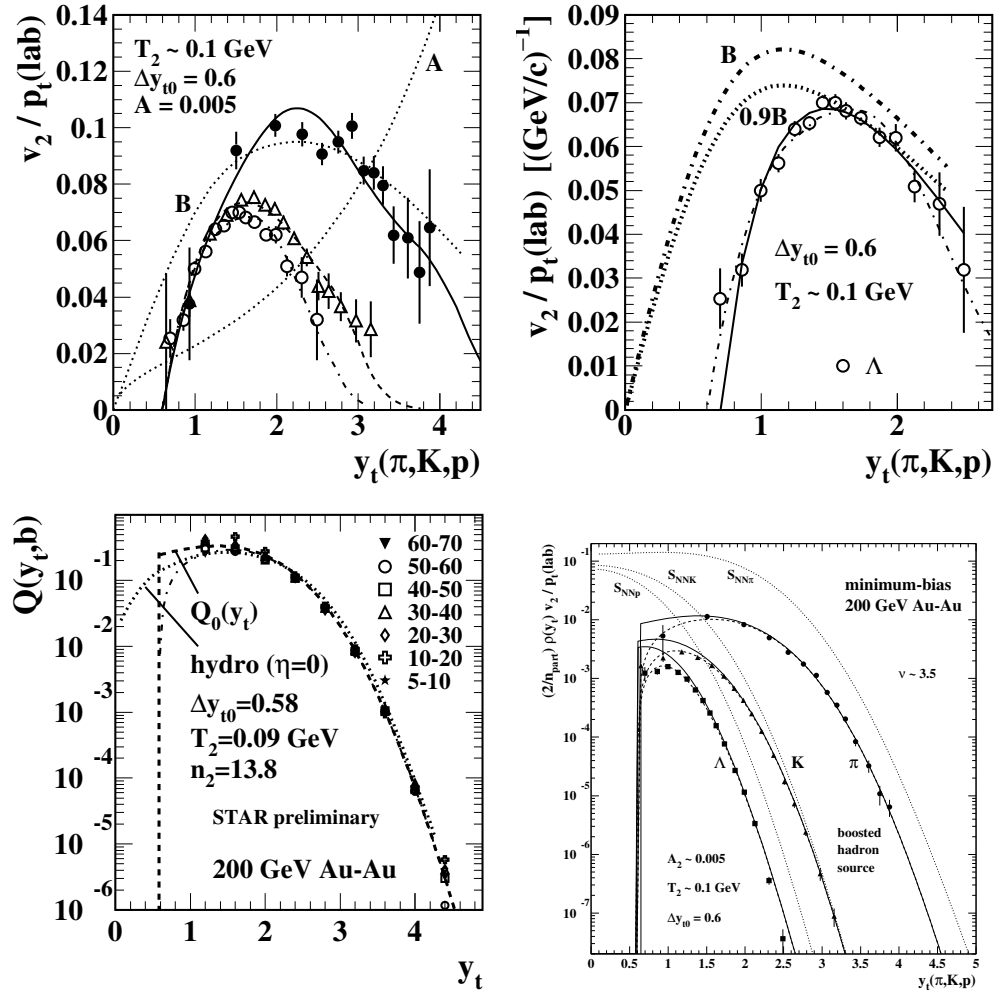 v₂ / pₜ(lab)
0.14
0.12
0.1
0.08
0.06
0.04
0.02
0
T₂ ~ 0.1 GeV
Δyₜ₀ = 0.6
A = 0.005
A
B
0 1 2 3 4
yₜ(π,K,p)
v₂ / pₜ(lab) [(GeV/c)⁻¹]
0.09
0.08
0.07
0.06
0.05
0.04
0.03
0.02
0.01
0
B
0.9B
Δyₜ₀ = 0.6
T₂ ~ 0.1 GeV
Λ
0 1 2
yₜ(π,K,p)
Q(yₜ,b)
10⁻¹
10⁻²
10⁻³
10⁻⁴
10⁻⁵
10⁻⁶
60-70
50-60
40-50
30-40
20-30
10-20
5-10
Q₀(yₜ)
hydro (η=0)
Δyₜ₀=0.58
T₂=0.09 GeV
n₂=13.8
STAR preliminary
200 GeV Au-Au
0 2 4 6 8
yₜ
(2/nₚₐᵣₜ) ρ(yₜ) v₂ / pₜ(lab)
10⁻¹
10⁻²
10⁻³
10⁻⁴
10⁻⁵
10⁻⁶
10⁻⁷
S_NNp
S_NNK
S_NNπ
minimum-bias
200 GeV Au-Au
ν ~ 3.5
Λ
K
π
boosted
hadron
source
A₂ ~ 0.005
T₂ ~ 0.1 GeV
Δyₜ₀ = 0.6
0 0.5 1 1.5 2 2.5 3 3.5 4 4.5 5
yₜ(π,K,p)